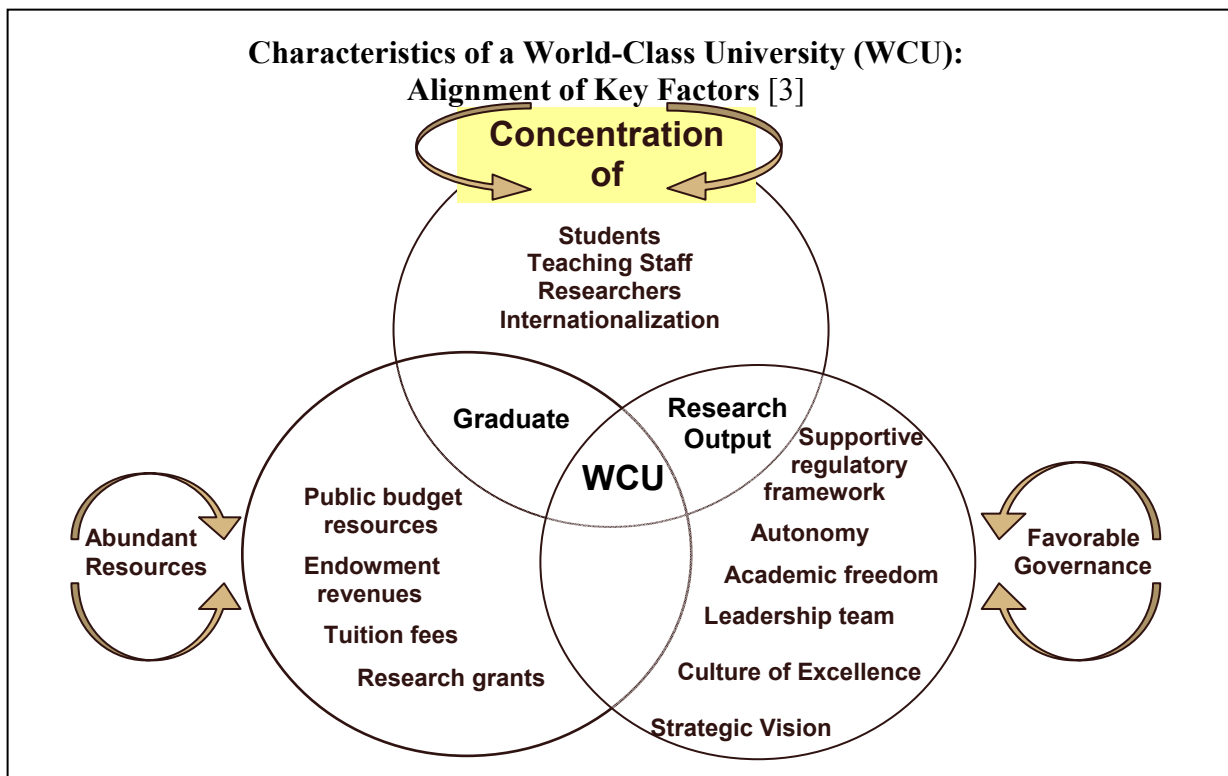 Characteristics of a World-Class University (WCU):
Alignment of Key Factors [3]
Concentration
of
Students
Teaching Staff
Researchers
Internationalization
Graduate
Research
Output
WCU
Abundant
Resources
Public budget
resources
Endowment
revenues
Tuition fees
Research grants
Supportive
regulatory
framework
Autonomy
Academic freedom
Leadership team
Culture of Excellence
Strategic Vision
Favorable
Governance